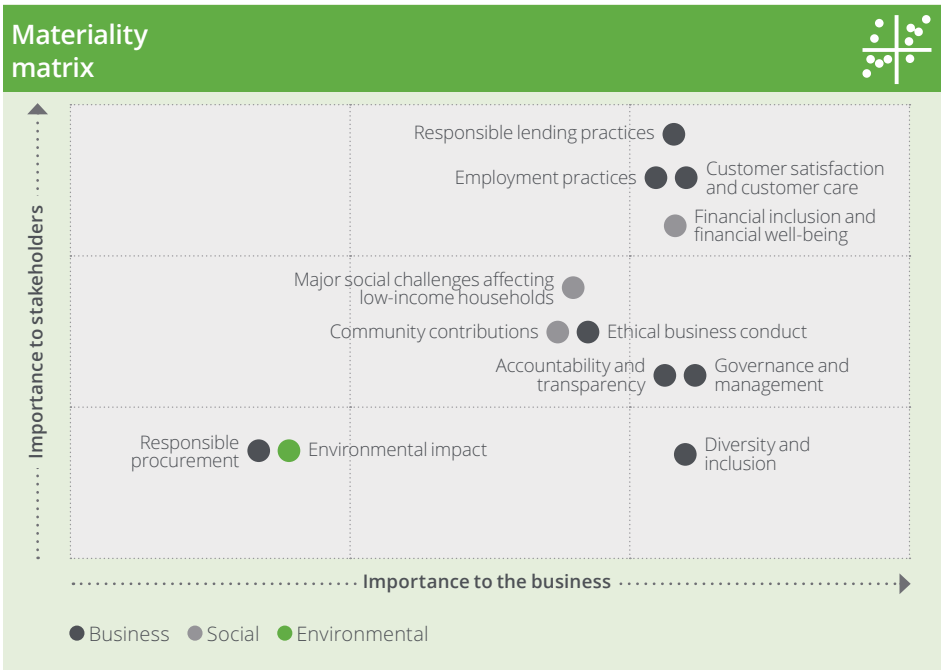 Materiality
matrix
Importance to stakeholders
Responsible lending practices
Employment practices
Customer satisfaction
and customer care
Financial inclusion and
financial well-being
Major social challenges affecting
low-income households
Community contributions
Ethical business conduct
Accountability and
transparency
Governance and
management
Responsible
procurement
Environmental impact
Diversity and
inclusion
Importance to the business
Business
Social
Environmental